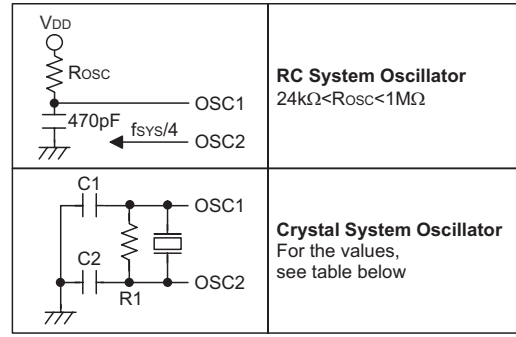 VDD
ROSC
OSC1
470pF
fSYS/4
OSC2
RC System Oscillator
24kΩ<ROSC<1MΩ
C1
OSC1
C2
R1
OSC2
Crystal System Oscillator
For the values,
see table below